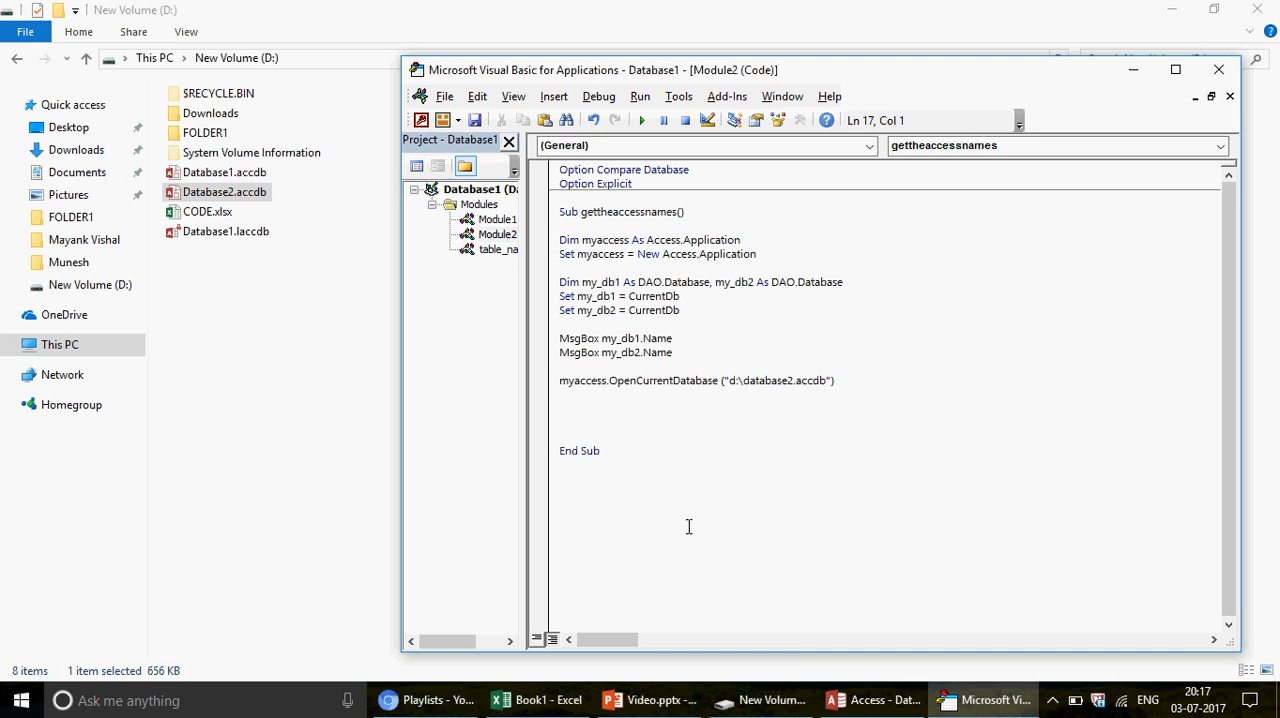 New Volume (D:)
File Home Share View
This PC New Volume (D:)
Quick access
Desktop
Downloads
Documents
Pictures
FOLDER1
Mayank Vishal
Munesh
New Volume (D:)
OneDrive
This PC
Network
Homegroup
$RECYCLE.BIN
Downloads
FOLDER1
System Volume Information
Database1.accdb
Database2.accdb
CODE.xlsx
Database1.laccdb
8 items 1 item selected 656 KB
Microsoft Visual Basic for Applications - Database1 - [Module2 (Code)]
File Edit View Insert Debug Run Tools Add-Ins Window Help
Ln 17, Col 1
Project - Database1
Database1 (D:
Modules
Module1
Module2
table_na
(General) gettheaccessnames
Option Compare Database
Option Explicit
Sub gettheaccessnames()
Dim myaccess As Access.Application
Set myaccess = New Access.Application
Dim my_db1 As DAO.Database, my_db2 As DAO.Database
Set my_db1 = CurrentDb
Set my_db2 = CurrentDb
MsgBox my_db1.Name
MsgBox my_db2.Name
myaccess.OpenCurrentDatabase ("d:\database2.accdb")
End Sub
Ask me anything
Playlists - Yo...
Book1 - Excel
Video.pptx -...
New Volum...
Access - Dat...
Microsoft Vi...
ENG
20:17
03-07-2017